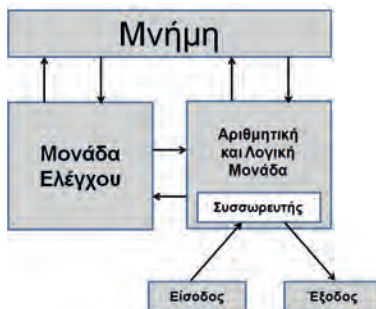 Μνήμη
Μονάδα
Ελέγχου
Αριθμητική
και Λογική
Μονάδα
Συσσωρευτής
Είσοδος
Έξοδος